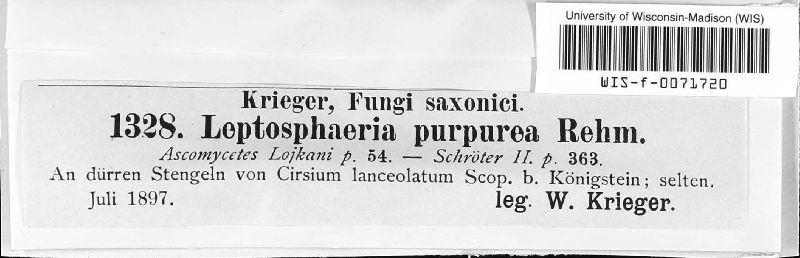 University of Wisconsin-Madison (WIS)
WIS-f-0071720
Krieger, Fungi saxonici.
1328. Leptosphaeria purpurea Rehm.
Ascomycetes Lojkani p. 54. — Schröter II. p. 363.
An dürren Stengeln von Cirsium lanceolatum Scop. b. Königstein; selten.
Juli 1897.
leg. W. Krieger.